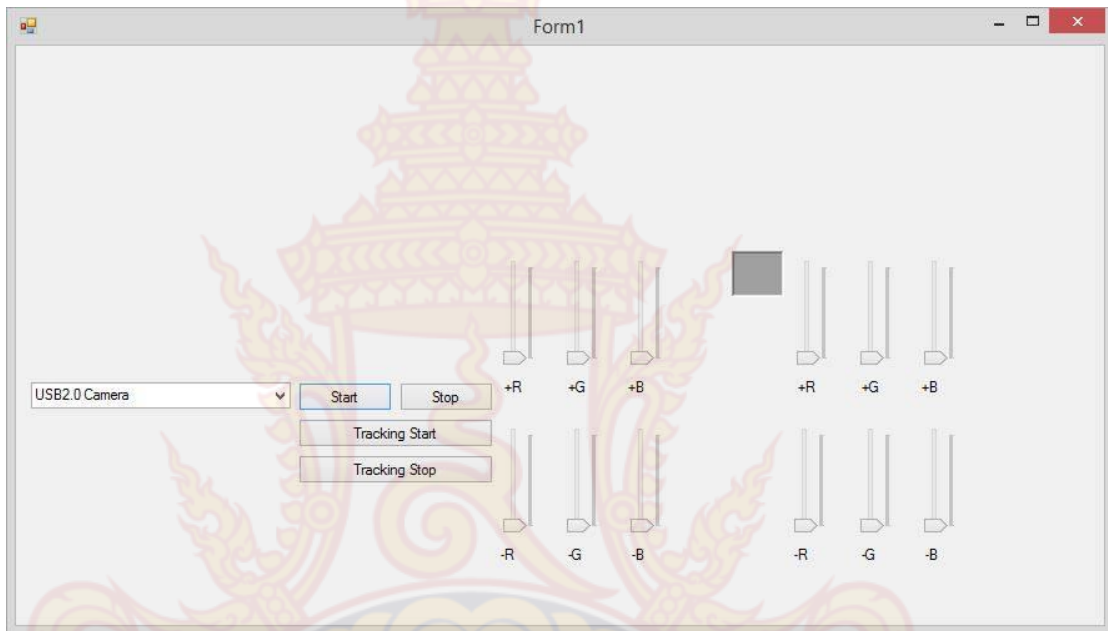 Form1
USB2.0 Camera
Start
Stop
Tracking Start
Tracking Stop
+R +G +B
+R +G +B
-R -G -B
-R -G -B